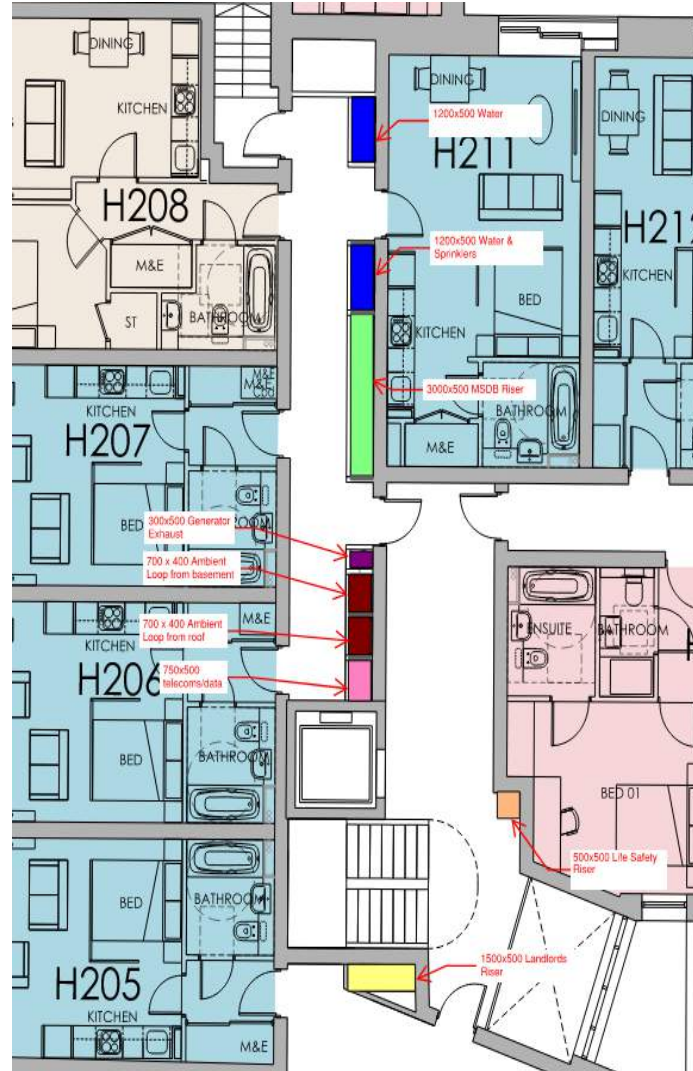 DINING
KITCHEN
H208
M&E
ST
BATHROOM
1200x500 Water
DINING
H211
1200x500 Water &
Sprinklers
BED
KITCHEN
3000x500 MSDB Riser
BATHROOM
M&E
DINING
H212
KITCHEN
KITCHEN
M&E
H207
BED
300x500 Generator
Exhaust
700 x 400 Ambient
Loop from basement
700 x 400 Ambient
Loop from roof
KITCHEN
M&E
H206
750x500
telecoms/data
BED
BATHROOM
ENSUITE
BATHROOM
BED 01
500x500 Life Safety
Riser
BED
BATHROOM
H205
KITCHEN
M&E
1500x500 Landlords
Riser